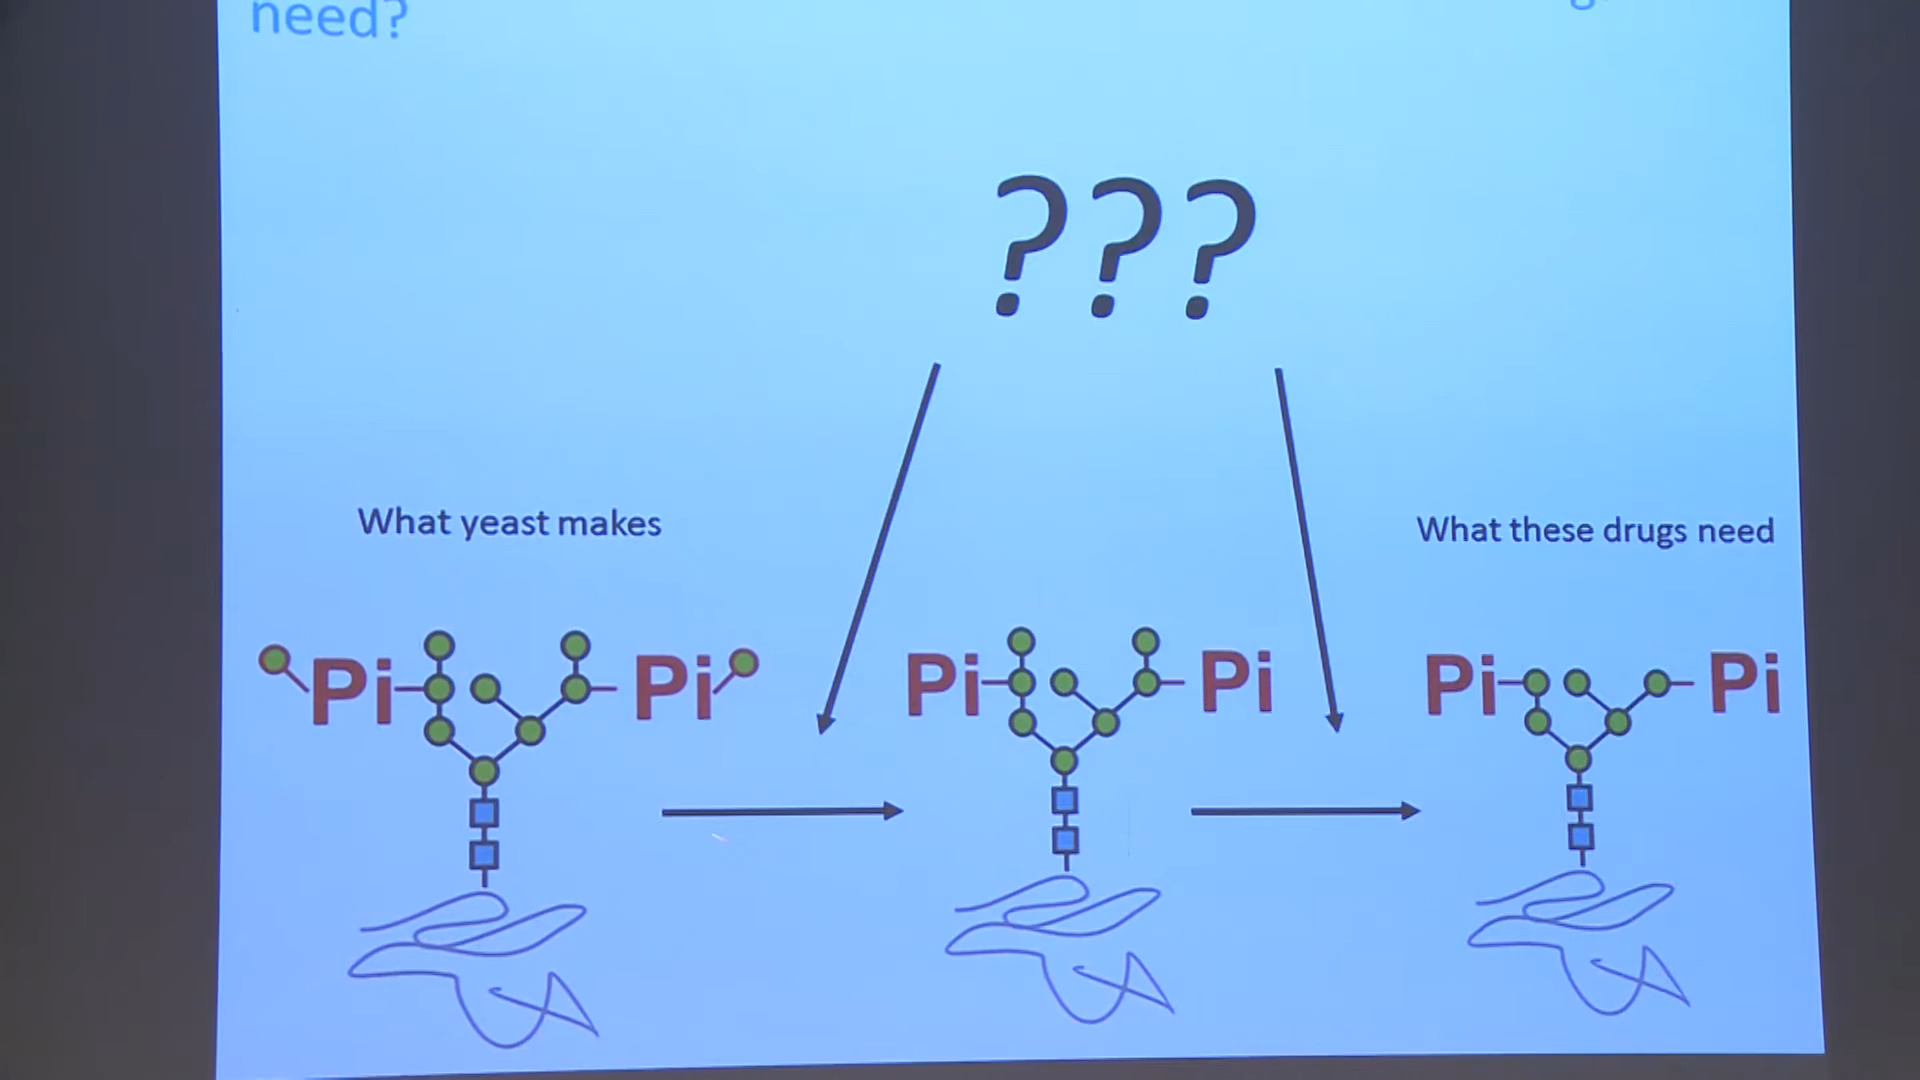 need?
???
What yeast makes
What these drugs need
Pi Pi Pi Pi Pi Pi